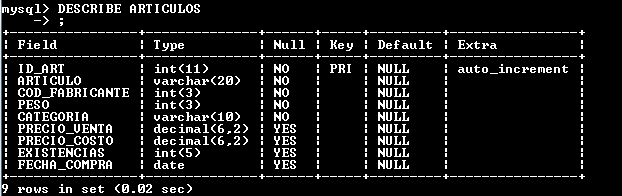 mysql> DESCRIBE ARTICULOS
    -> ;
+----------------+--------------+------+-----+---------+----------------+
| Field          | Type         | Null | Key | Default | Extra          |
+----------------+--------------+------+-----+---------+----------------+
| ID_ART         | int(11)      | NO   | PRI | NULL    | auto_increment |
| ARTICULO       | varchar(20)  | NO   |     | NULL    |                |
| COD_FABRICANTE | int(3)       | NO   |     | NULL    |                |
| PESO           | int(3)       | NO   |     | NULL    |                |
| CATEGORIA      | varchar(10)  | NO   |     | NULL    |                |
| PRECIO_VENTA   | decimal(6,2) | YES  |     | NULL    |                |
| PRECIO_COSTO   | decimal(6,2) | YES  |     | NULL    |                |
| EXISTENCIAS    | int(5)       | YES  |     | NULL    |                |
| FECHA_COMPRA   | date         | YES  |     | NULL    |                |
+----------------+--------------+------+-----+---------+----------------+
9 rows in set (0.02 sec)